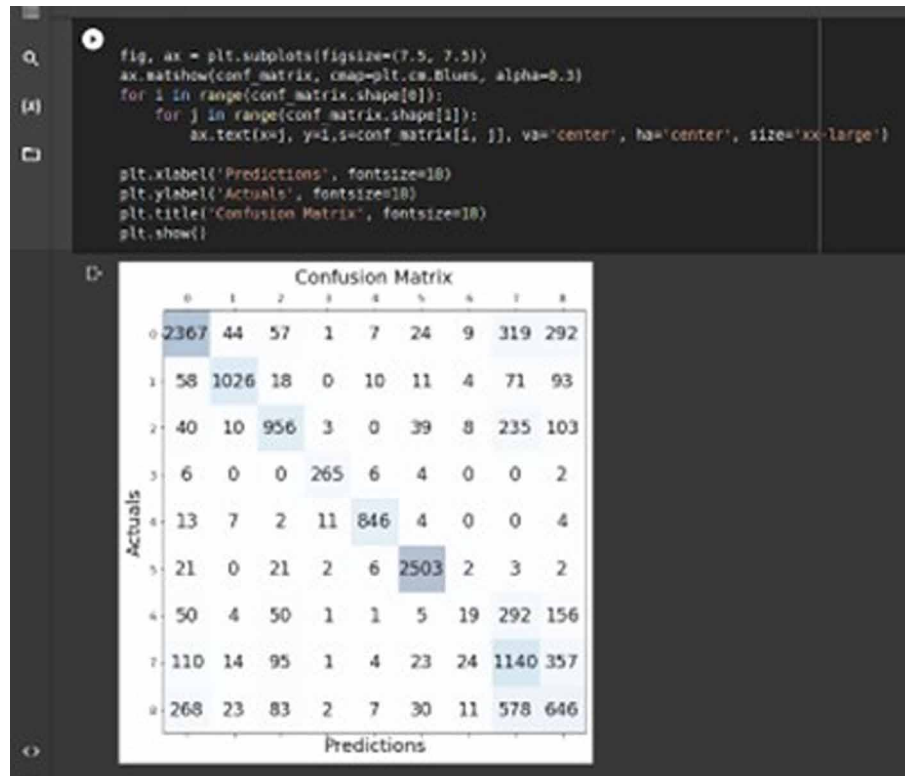 fig, ax = plt.subplots(figsize=(7.5, 7.5))
ax.matshow(conf_matrix, cmap=plt.cm.Blues, alpha=0.3)
for i in range(conf_matrix.shape[0]):
for j in range(conf_matrix.shape[1]):
ax.text(x=j, y=i,s=conf_matrix[i, j], va='center', ha='center', size='xx-large')
plt.xlabel('Predictions', fontsize=18)
plt.ylabel('Actuals', fontsize=18)
plt.title('Confusion Matrix', fontsize=18)
plt.show()
Confusion Matrix
0 1 2 3 4 5 6 7 8
0 2367 44 57 1 7 24 9 319 292
1 58 1026 18 0 10 11 4 71 93
2 40 10 956 3 0 39 8 235 103
3 6 0 0 265 6 4 0 0 2
4 13 7 2 11 846 4 0 0 4
5 21 0 21 2 6 2503 2 3 2
6 50 4 50 1 1 5 19 292 156
7 110 14 95 1 4 23 24 1140 357
8 268 23 83 2 7 30 11 578 646
Actuals
Predictions